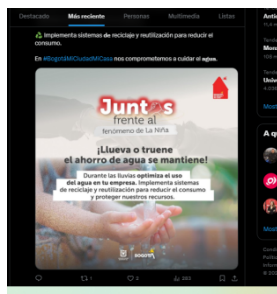 Destacado Más reciente Personas Multimedia Listas
♻️ Implementa sistemas de reciclaje y reutilización para reducir el
consumo.
En #BogotáMiCiudadMiCasa nos comprometemos a cuidar el agua.
Juntos
frente al
fenómeno de La Niña
¡Llueva o truene
el ahorro de agua se mantiene!
Durante las lluvias optimiza el uso
del agua en tu empresa. Implementa sistemas
de reciclaje y reutilización para reducir el consumo
y proteger nuestros recursos.
BOGOTÁ
1 2 263
A q